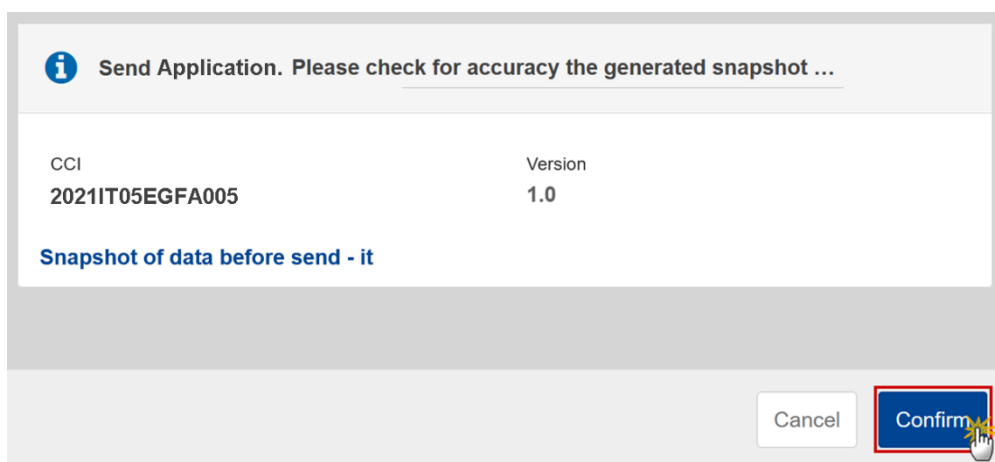 Send Application. Please check for accuracy the generated snapshot ...
CCI
Version
2021IT05EGFA005
1.0
Snapshot of data before send - it
Cancel
Confirm